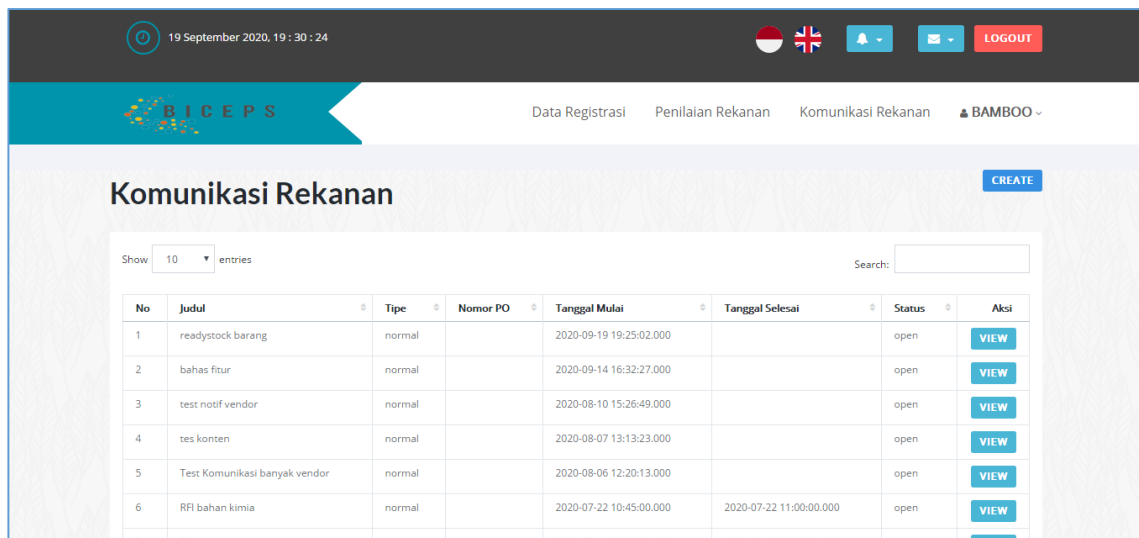 19 September 2020, 19 : 30 : 24
LOGOUT
BICEPS
Data Registrasi Penilaian Rekanan Komunikasi Rekanan BAMBOO
Komunikasi Rekanan
CREATE
Show 10 entries
Search:
No Judul Tipe Nomor PO Tanggal Mulai Tanggal Selesai Status Aksi
1 readystock barang normal 2020-09-19 19:25:02.000 open VIEW
2 bahas fitur normal 2020-09-14 16:32:27.000 open VIEW
3 test notif vendor normal 2020-08-10 15:26:49.000 open VIEW
4 tes konten normal 2020-08-07 13:13:23.000 open VIEW
5 Test Komunikasi banyak vendor normal 2020-08-06 12:20:13.000 open VIEW
6 RFI bahan kimia normal 2020-07-22 10:45:00.000 2020-07-22 11:00:00.000 open VIEW